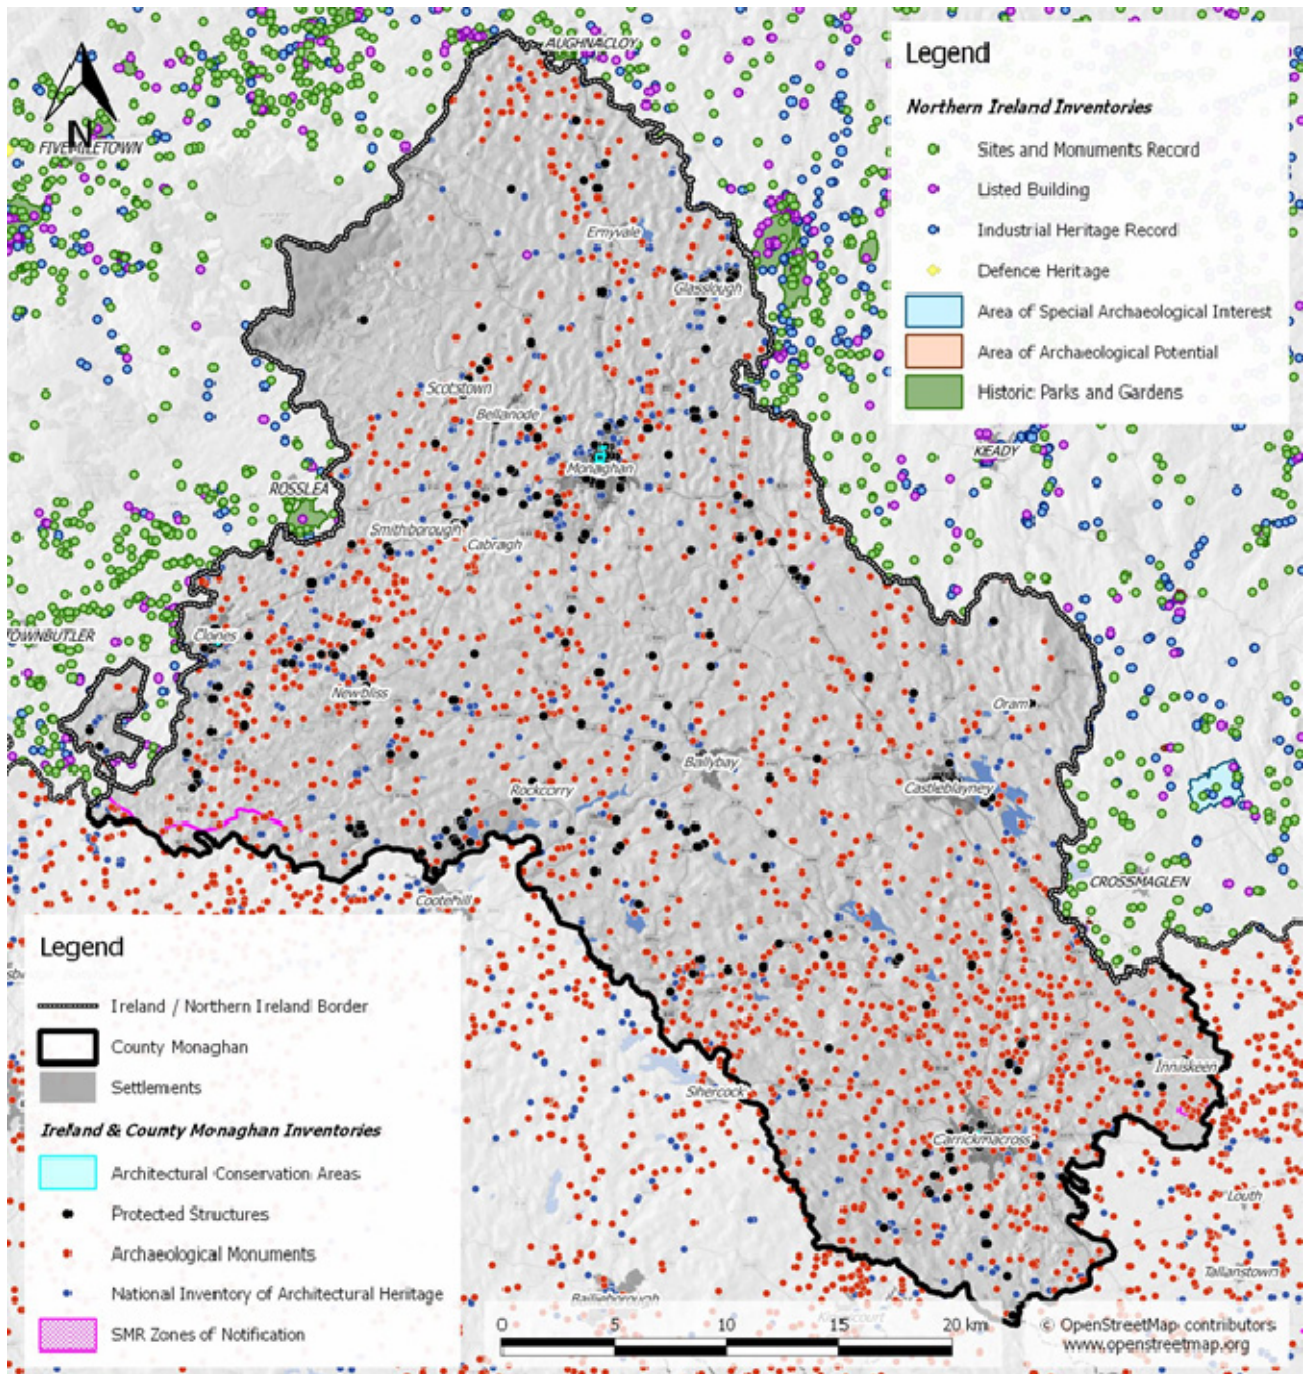 AUGHNACLOY
Legend
Northern Ireland Inventories
N
FIVEMILETOWN
Sites and Monuments Record
Listed Building
Emyvale
Industrial Heritage Record
Defence Heritage
Glasslough
Area of Special Archaeological Interest
Area of Archaeological Potential
Scotstown
Historic Parks and Gardens
Bellanode
KEADY
Monaghan
ROSSLEA
Smithborough
Cabragh
TOWNBUTLER
Clones
Newbliss
Oram
Ballybay
Rockcorry
Castleblayney
CROSSMAGLEN
Cootehill
Legend
Ireland / Northern Ireland Border
County Monaghan
Inniskeen
Settlements
Shercock
Ireland & County Monaghan Inventories
Carrickmacross
Architectural Conservation Areas
Louth
Protected Structures
Archaeological Monuments
Tallanstown
National Inventory of Architectural Heritage
Bailieborough
SMR Zones of Notification
0 5 10 15 20 km
© OpenStreetMap contributors
www.openstreetmap.org